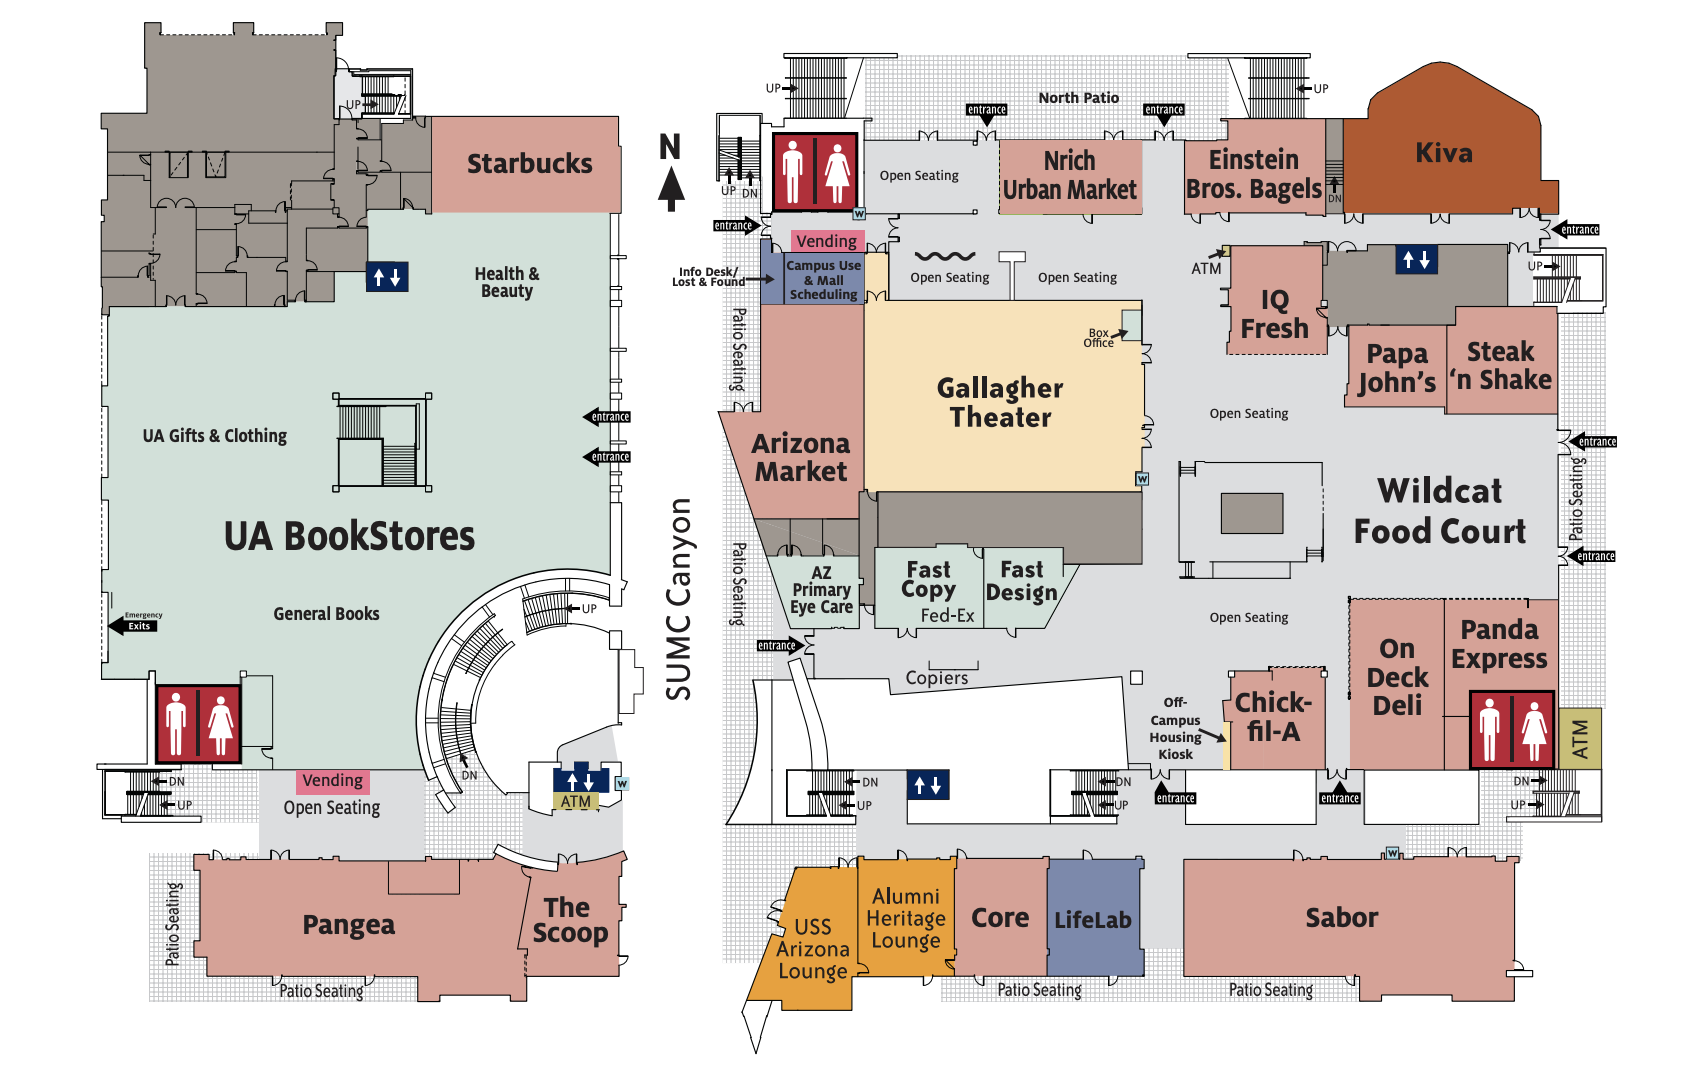 UP
Starbucks
Health &
Beauty
UA Gifts & Clothing
entrance
entrance
UA BookStores
General Books
Emergency
Exits
UP
DN
DN
UP
Vending
Open Seating
ATM
W
Patio Seating
Pangea
The
Scoop
Patio Seating
N
SUMC Canyon
UP
North Patio
entrance
entrance
UP
UP
DN
Open Seating
W
Nrich
Urban Market
Einstein
Bros. Bagels
DN
Kiva
entrance
entrance
Vending
Info Desk/
Lost & Found
Campus Use
& Mall
Scheduling
Open Seating
Open Seating
ATM
UP
IQ
Fresh
Box
Office
Patio Seating
Papa
John's
Steak
‘n Shake
Gallagher
Theater
Open Seating
Arizona
Market
entrance
W
Patio Seating
Wildcat
Food Court
entrance
Patio Seating
AZ
Primary
Eye Care
Fast
Copy
Fed-Ex
Fast
Design
Open Seating
entrance
Copiers
On
Deck
Deli
Panda
Express
Off-
Campus
Housing
Kiosk
Chick-
fil-A
ATM
DN
UP
DN
UP
entrance
entrance
DN
UP
W
USS
Arizona
Lounge
Alumni
Heritage
Lounge
Core
LifeLab
Sabor
Patio Seating
Patio Seating